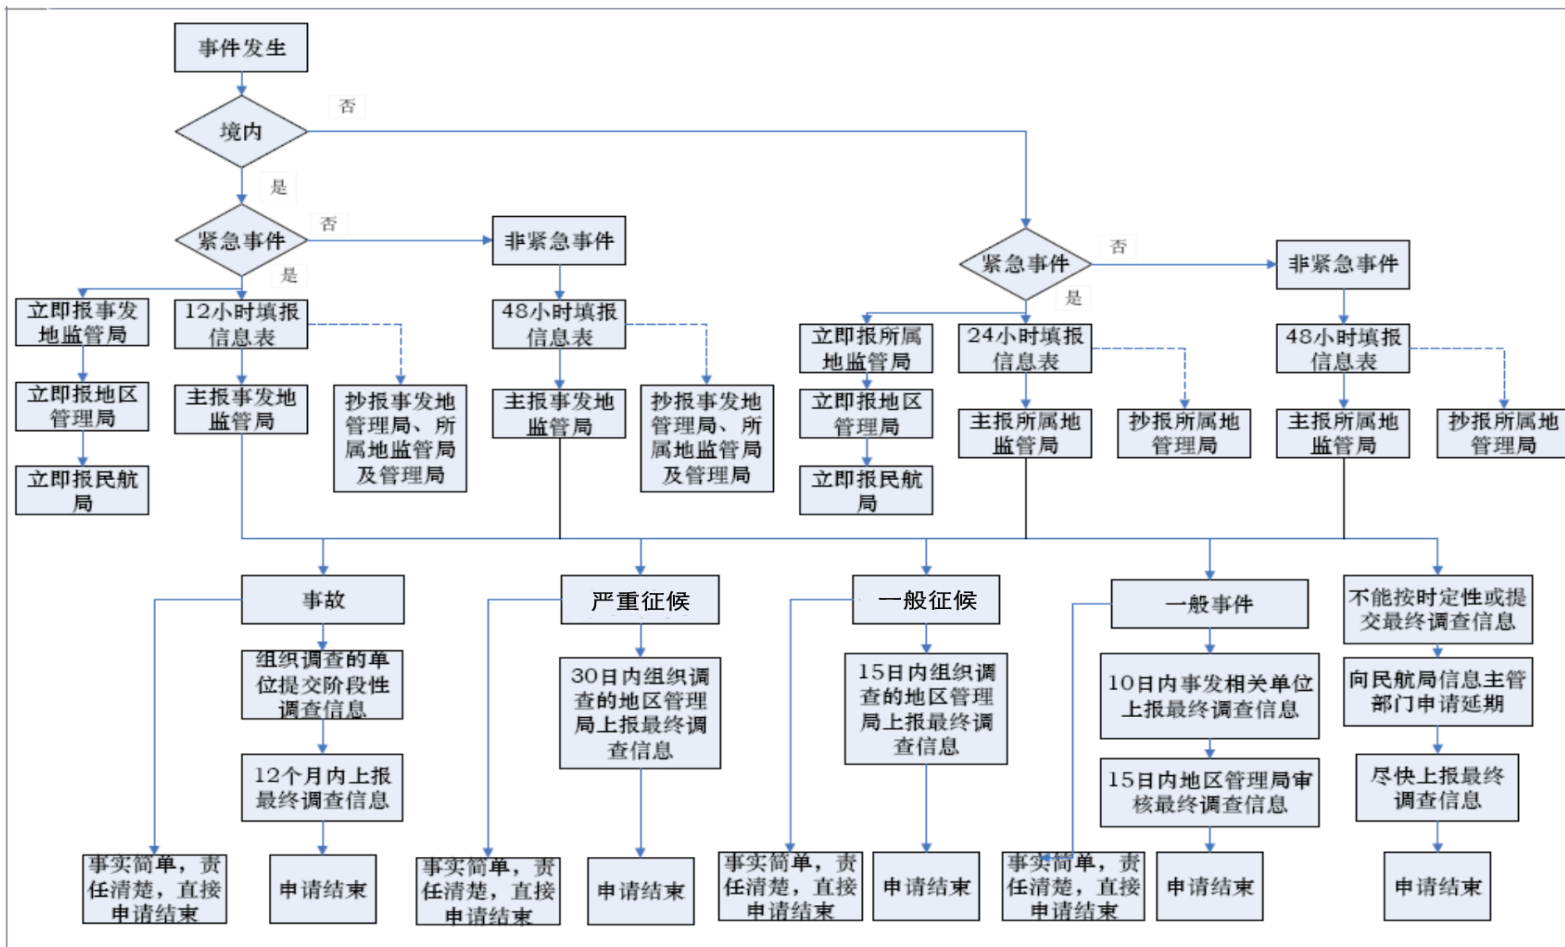 事件发生
否
境内
是
紧急事件
否
非紧急事件
是
紧急事件
否
非紧急事件
是
立即报事发
地监管局
12小时填报
信息表
48小时填报
信息表
立即报所属
地监管局
24小时填报
信息表
48小时填报
信息表
立即报地区
管理局
主报事发地
监管局
抄报事发地
管理局、所
属地监管局
及管理局
主报事发地
监管局
抄报事发地
管理局、所
属地监管局
及管理局
立即报地区
管理局
主报所属地
监管局
抄报所属地
管理局
主报所属地
监管局
抄报所属地
管理局
立即报民航
局
立即报民航
局
事故
严重征候
一般征候
一般事件
不能按时定性或提
交最终调查信息
组织调查的单
位提交阶段性
调查信息
30日内组织调
查的地区管理
局上报最终调
查信息
15日内组织调
查的地区管理
局上报最终调
查信息
10日内事发相关单位
上报最终调查信息
向民航局信息主管
部门申请延期
12个月内上报
最终调查信息
15日内地区管理局审
核最终调查信息
尽快上报最终
调查信息
事实简单，责
任清楚，直接
申请结束
申请结束
事实简单，责
任清楚，直接
申请结束
申请结束
事实简单，责
任清楚，直接
申请结束
申请结束
事实简单，责
任清楚，直接
申请结束
申请结束
申请结束